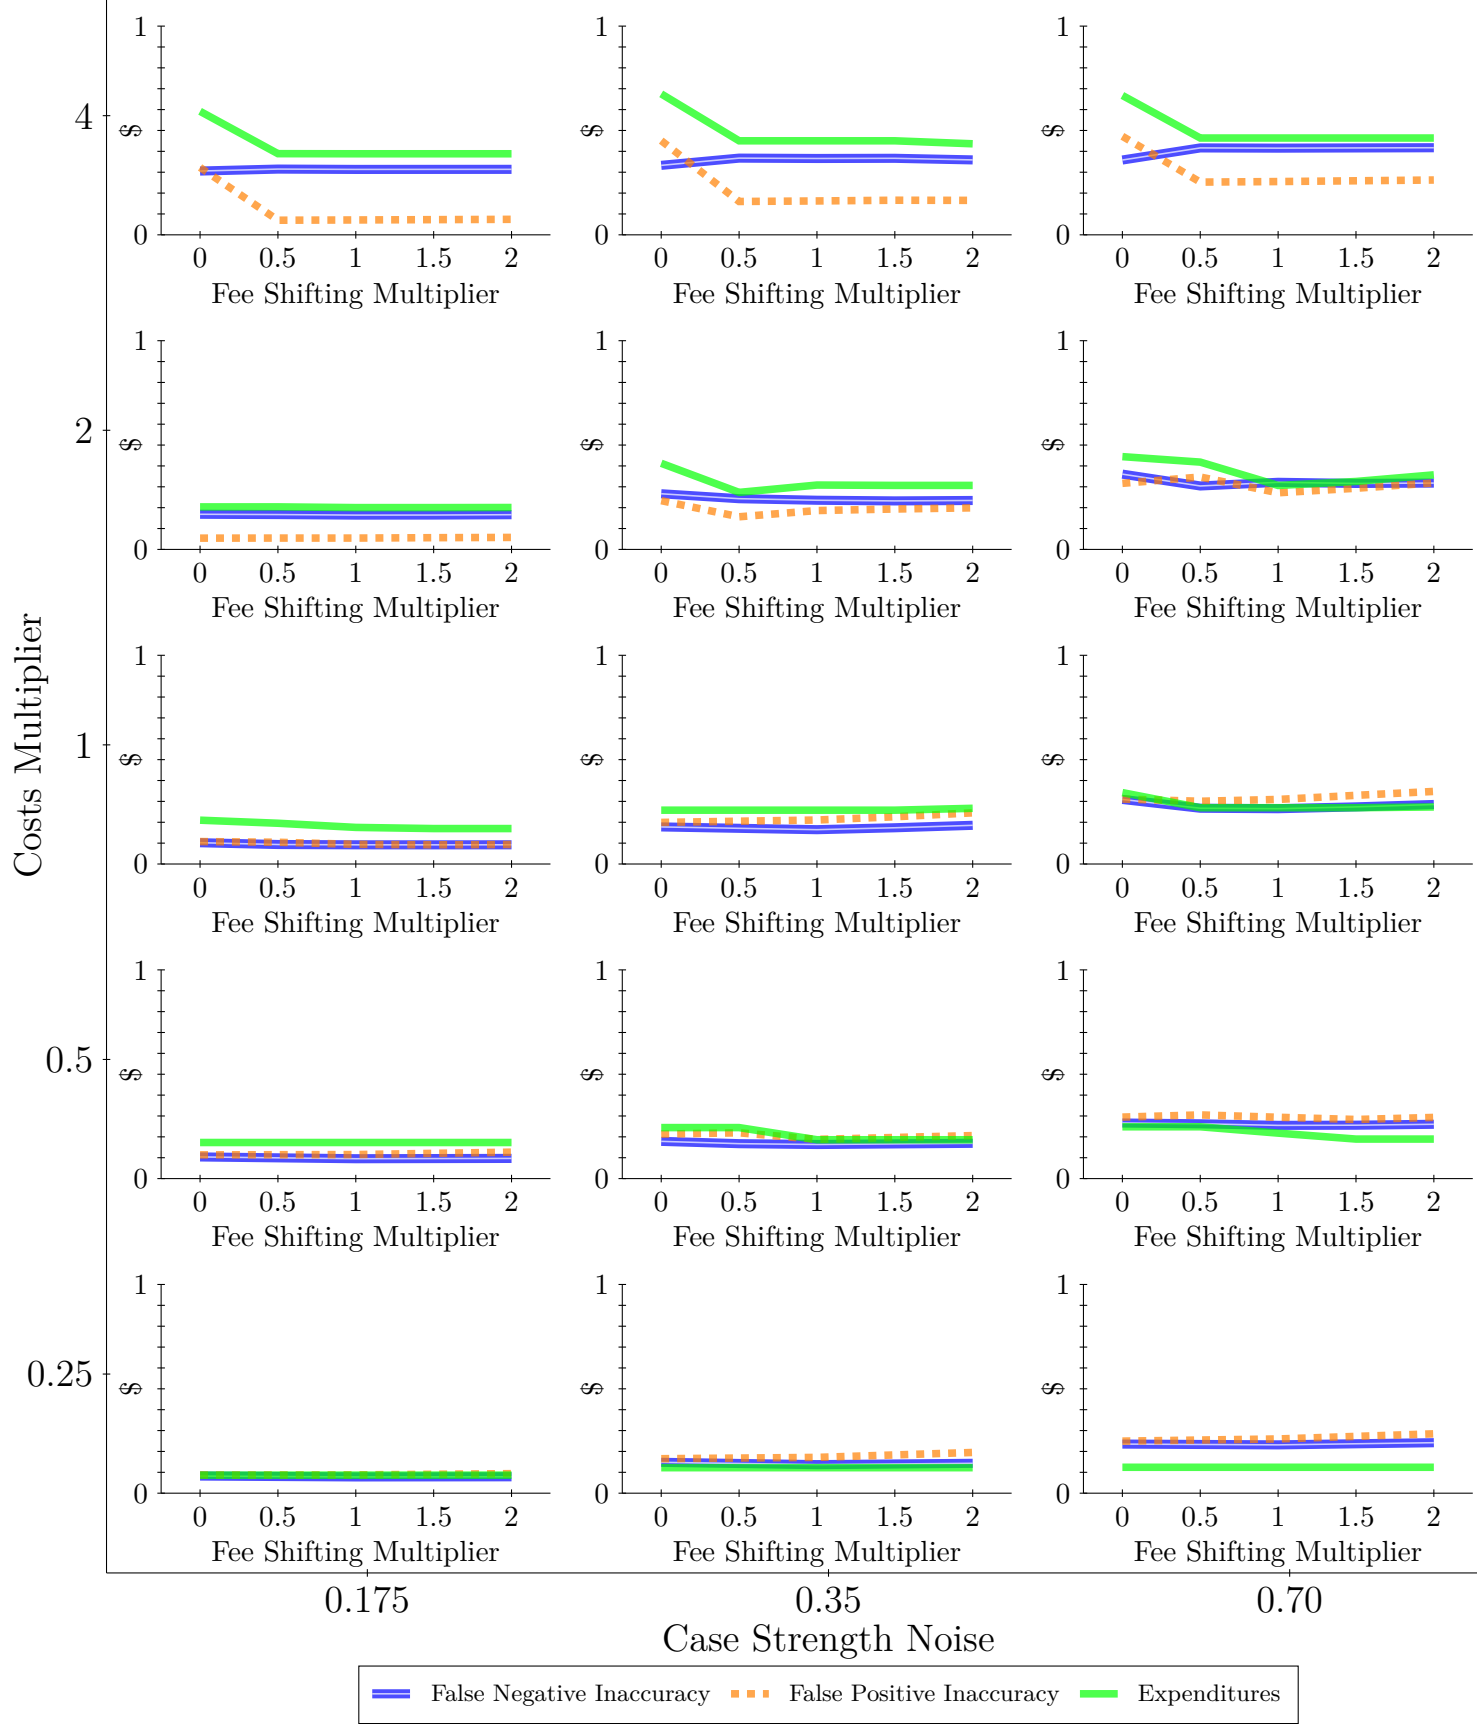 Costs Multiplier
4
1
$
0
0 0.5 1 1.5 2
Fee Shifting Multiplier
1
$
0
0 0.5 1 1.5 2
Fee Shifting Multiplier
1
$
0
0 0.5 1 1.5 2
Fee Shifting Multiplier
2
1
$
0
0 0.5 1 1.5 2
Fee Shifting Multiplier
1
$
0
0 0.5 1 1.5 2
Fee Shifting Multiplier
1
$
0
0 0.5 1 1.5 2
Fee Shifting Multiplier
1
1
$
0
0 0.5 1 1.5 2
Fee Shifting Multiplier
1
$
0
0 0.5 1 1.5 2
Fee Shifting Multiplier
1
$
0
0 0.5 1 1.5 2
Fee Shifting Multiplier
0.5
1
$
0
0 0.5 1 1.5 2
Fee Shifting Multiplier
1
$
0
0 0.5 1 1.5 2
Fee Shifting Multiplier
1
$
0
0 0.5 1 1.5 2
Fee Shifting Multiplier
0.25
1
$
0
0 0.5 1 1.5 2
Fee Shifting Multiplier
1
$
0
0 0.5 1 1.5 2
Fee Shifting Multiplier
1
$
0
0 0.5 1 1.5 2
Fee Shifting Multiplier
0.175 0.35 0.70
Case Strength Noise
False Negative Inaccuracy False Positive Inaccuracy Expenditures